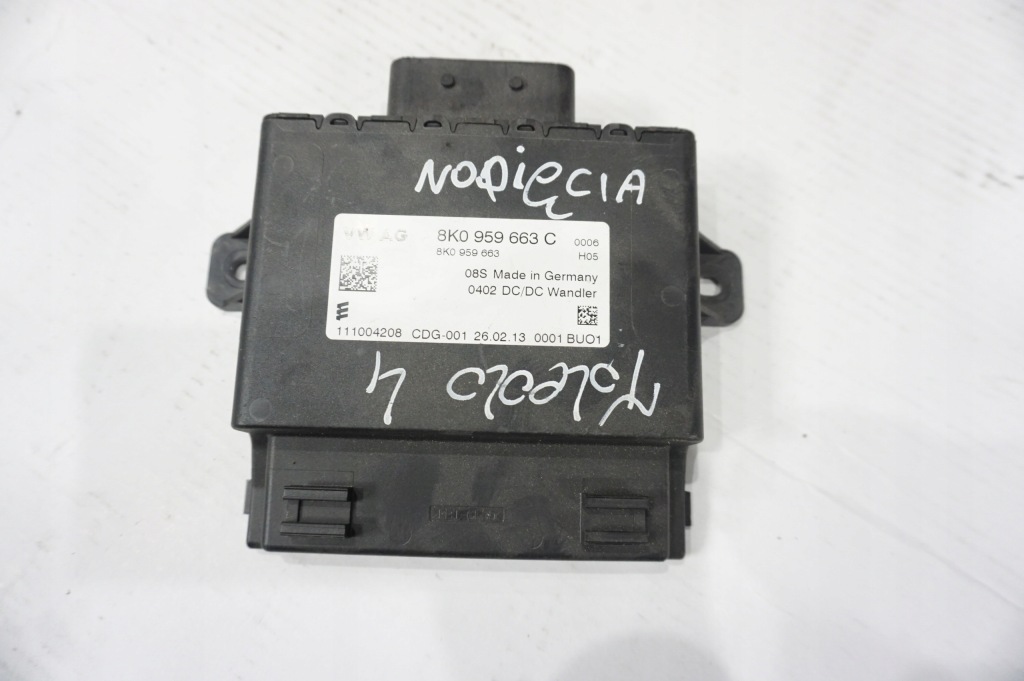 NAPięCIA
VW AG 8K0 959 663 C 0006
8K0 959 663 H05
08S Made in Germany
0402 DC/DC Wandler
111004208 CDG-001 26.02.13 0001 BUO1
Toledo 4